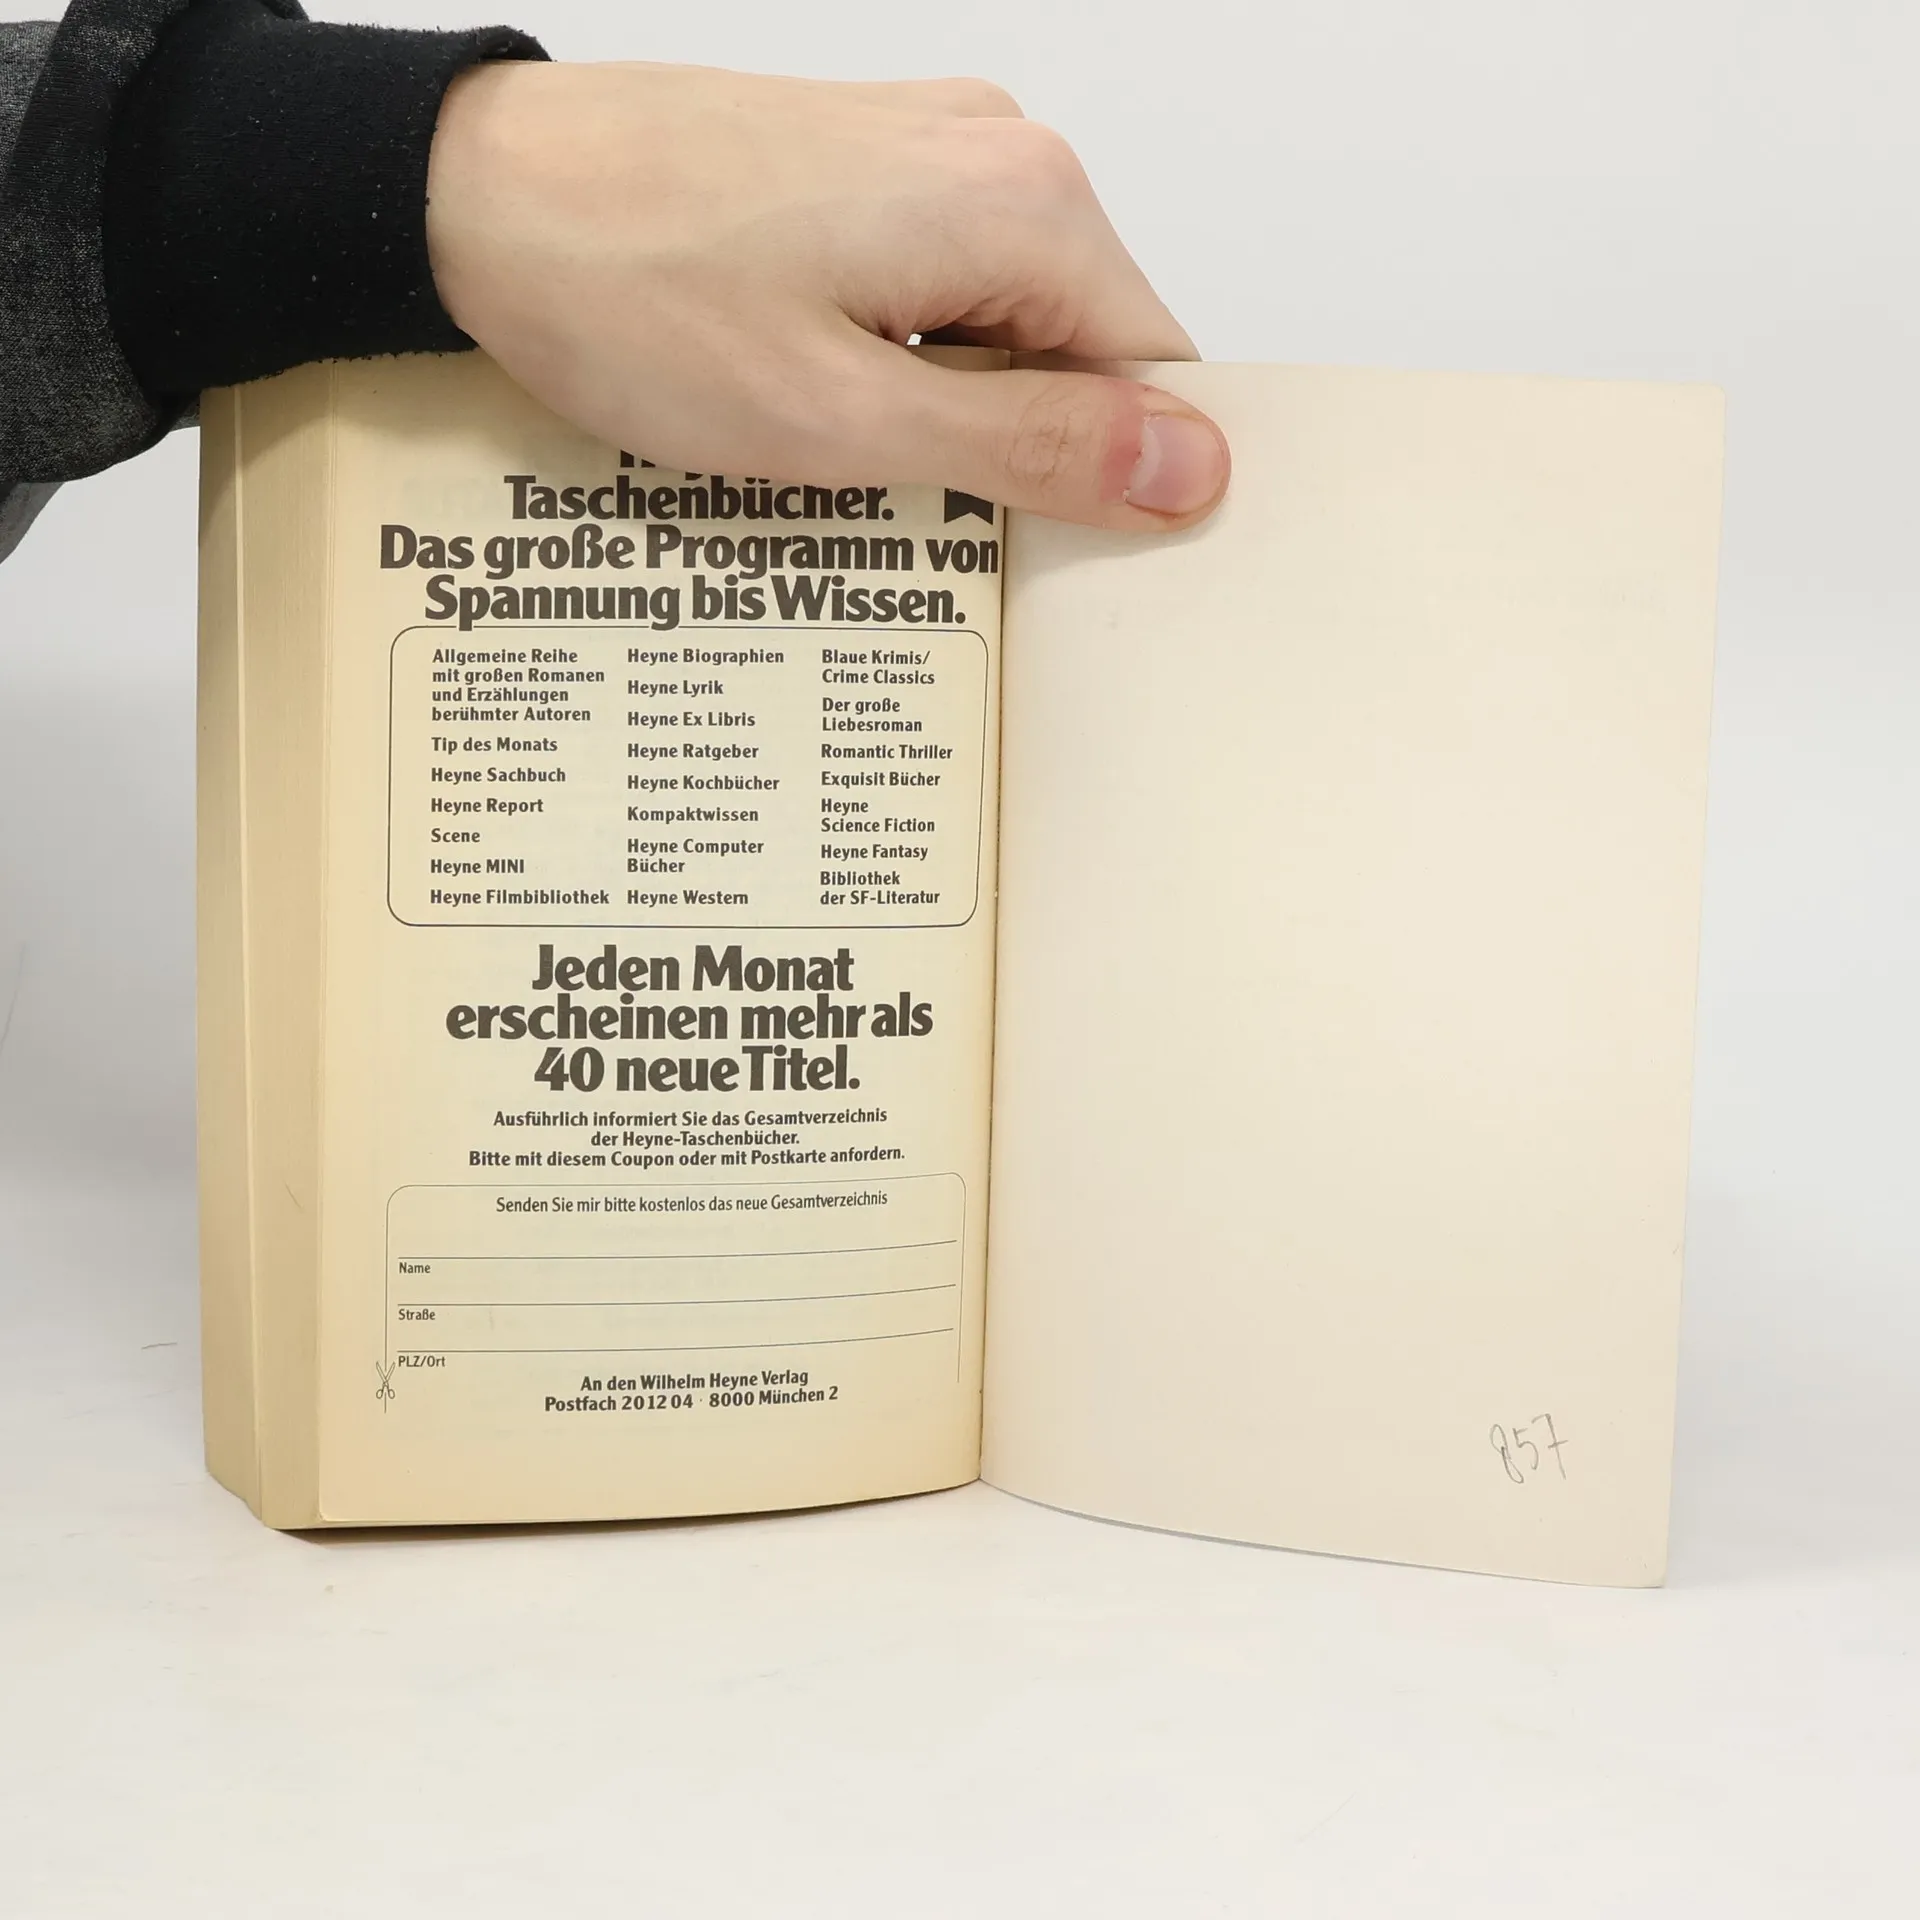 Taschenbücher.
Das große Programm von
Spannung bis Wissen.
Allgemeine Reihe
mit großen Romanen
und Erzählungen
berühmter Autoren
Tip des Monats
Heyne Sachbuch
Heyne Report
Scene
Heyne MINI
Heyne Filmbibliothek
Heyne Biographien
Heyne Lyrik
Heyne Ex Libris
Heyne Ratgeber
Heyne Kochbücher
Kompaktwissen
Heyne Computer
Bücher
Heyne Western
Blaue Krimis/
Crime Classics
Der große
Liebesroman
Romantic Thriller
Exquisit Bücher
Heyne
Science Fiction
Heyne Fantasy
Bibliothek
der SF-Literatur
Jeden Monat
erscheinen mehr als
40 neue Titel.
Ausführlich informiert Sie das Gesamtverzeichnis
der Heyne-Taschenbücher.
Bitte mit diesem Coupon oder mit Postkarte anfordern.
Senden Sie mir bitte kostenlos das neue Gesamtverzeichnis
Name
Straße
PLZ/Ort
An den Wilhelm Heyne Verlag
Postfach 20 12 04 · 8000 München 2
857